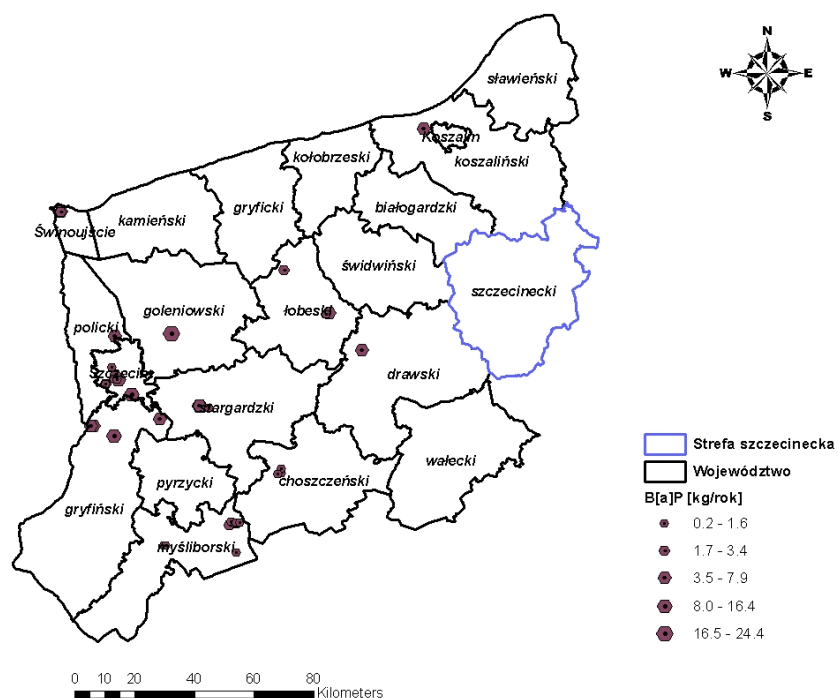 N
W E
S
sławieński
Koszalin
koszaliński
kołobrzeski
białogardzki
gryficki
kamieński
Świnoujście
świdwiński
szczecinecki
łobeski
goleniowski
policki
Szczecin
drawski
stargardzki
wałecki
choszczeński
pyrzycki
gryfiński
myśliborski
Strefa szczecinecka
Województwo
B[a]P [kg/rok]
0.2 - 1.6
1.7 - 3.4
3.5 - 7.9
8.0 - 16.4
16.5 - 24.4
0 10 20 40 60 80
Kilometers